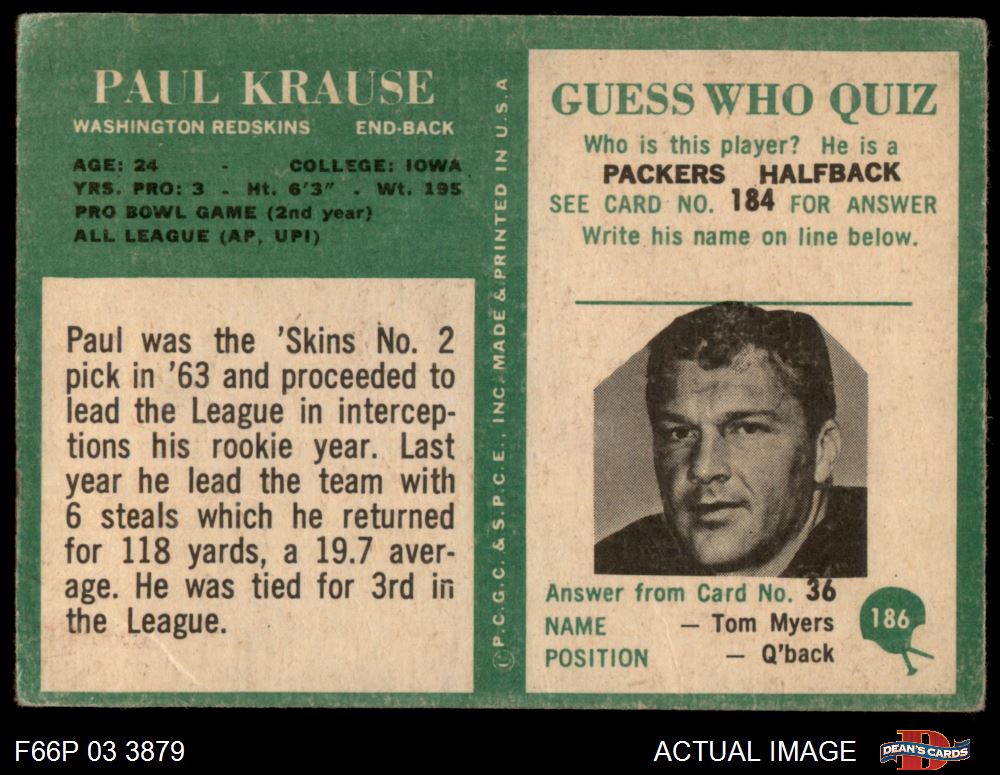 PAUL KRAUSE
WASHINGTON REDSKINS END-BACK
AGE: 24 - COLLEGE: IOWA
YRS. PRO: 3 - Ht. 6'3" - Wt. 195
PRO BOWL GAME (2nd year)
ALL LEAGUE (AP, UPI)
Paul was the 'Skins No. 2
pick in '63 and proceeded to
lead the League in intercep-
tions his rookie year. Last
year he lead the team with
6 steals which he returned
for 118 yards, a 19.7 aver-
age. He was tied for 3rd in
the League.
©P.C.G.C. & S.P.C.E., INC. MADE & PRINTED IN U.S.A
GUESS WHO QUIZ
Who is this player? He is a
PACKERS HALFBACK
SEE CARD NO. 184 FOR ANSWER
Write his name on line below.
Answer from Card No. 36
NAME — Tom Myers
POSITION — Q'back
186
F66P 03 3879
ACTUAL IMAGE
D
DEAN'S CARDS